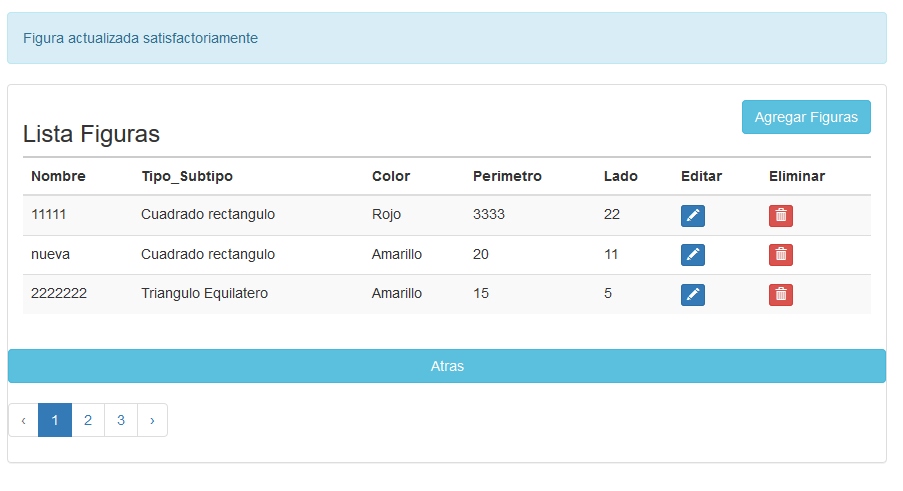 Figura actualizada satisfactoriamente
Agregar Figuras
Lista Figuras
Nombre Tipo_Subtipo Color Perimetro Lado Editar Eliminar
11111 Cuadrado rectangulo Rojo 3333 22
nueva Cuadrado rectangulo Amarillo 20 11
2222222 Triangulo Equilatero Amarillo 15 5
Atras
‹ 1 2 3 ›